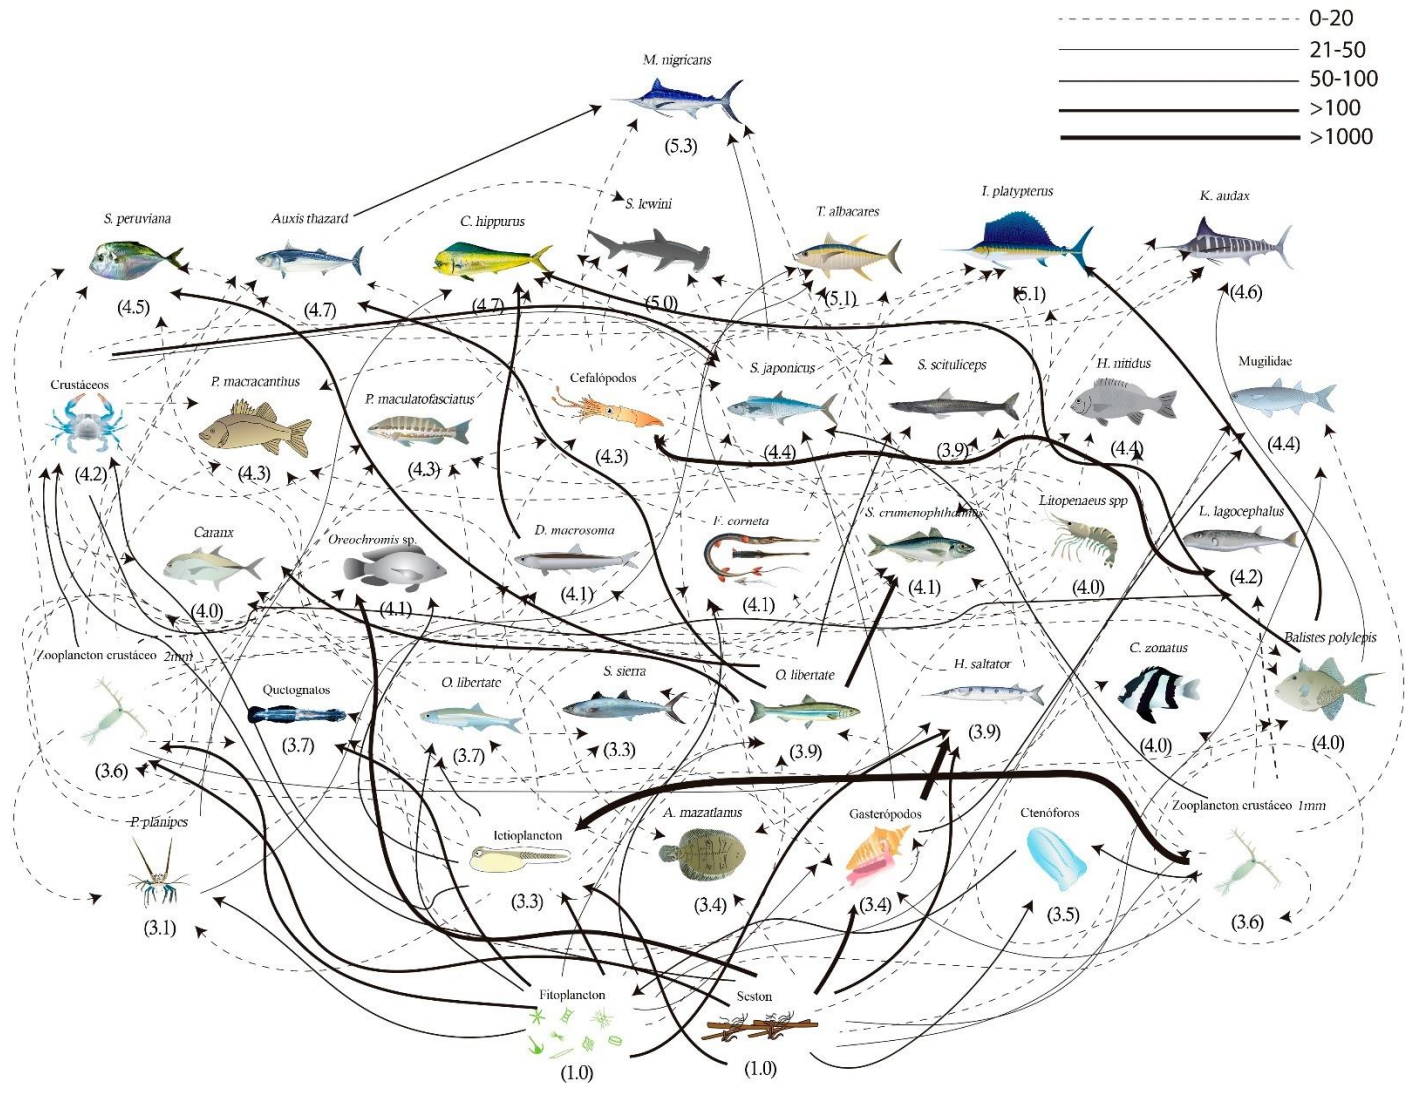 0-20
21-50
50-100
>100
>1000
M. nigricans
(5.3)
S. peruviana
(4.5)
Auxis thazard
(4.7)
C. hippurus
(4.7)
S. lewini
(5.0)
T. albacares
(5.1)
I. platypterus
(5.1)
K. audax
(4.6)
Crustáceos
(4.2)
P. macracanthus
(4.3)
P. maculatofasciatus
(4.3)
Cefalópodos
(4.3)
S. japonicus
(4.4)
S. scituliceps
(3.9)
H. nitidus
(4.4)
Mugilidae
(4.4)
Caranx
(4.0)
Oreochromis sp.
(4.1)
D. macrosoma
(4.1)
F. corneta
(4.1)
S. crumenophthalmus
(4.1)
Litopenaeus spp
(4.0)
L. lagocephalus
(4.2)
Zooplancton crustáceo 2mm
(3.6)
Quetognatos
(3.7)
O. libertate
(3.7)
S. sierra
(3.3)
O. libertate
(3.9)
H. saltator
(3.9)
C. zonatus
(4.0)
Balistes polylepis
(4.0)
P. planipes
(3.1)
Ictioplancton
(3.3)
A. mazatlanus
(3.4)
Gasterópodos
(3.4)
Ctenóforos
(3.5)
Zooplancton crustáceo 1mm
(3.6)
Fitoplancton
(1.0)
Seston
(1.0)